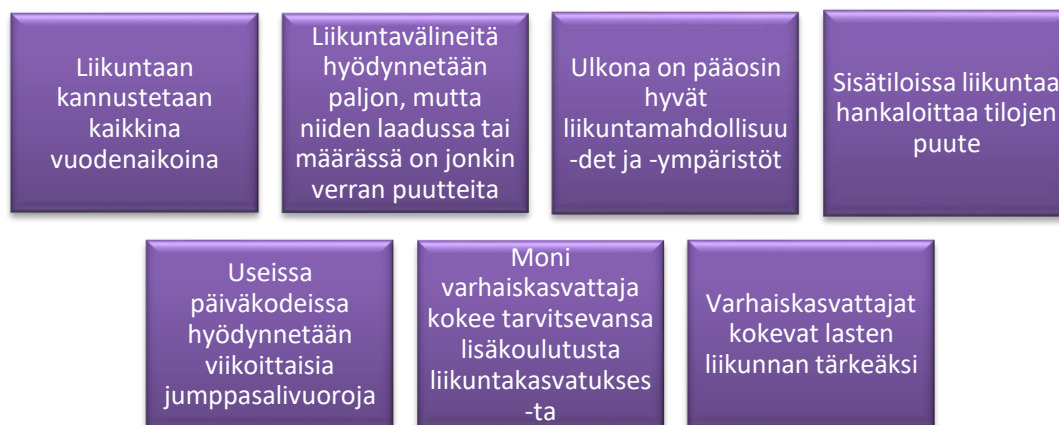 Liikuntaan
kannustetaan
kaikkina
vuodenaikoina
Liikuntavälineitä
hyödynnetään
paljon, mutta
niiden laadussa tai
määrässä on jonkin
verran puutteita
Ulkona on pääosin
hyvät
liikuntamahdollisuu
-det ja -ympäristöt
Sisätiloissa liikuntaa
hankaloittaa tilojen
puute
Useissa
päiväkodeissa
hyödynnetään
viikoittaisia
jumppasalivuoroja
Moni
varhaiskasvattaja
kokee tarvitsevansa
lisäkoulutusta
liikuntakasvatukses
-ta
Varhaiskasvattajat
kokevat lasten
liikunnan tärkeäksi